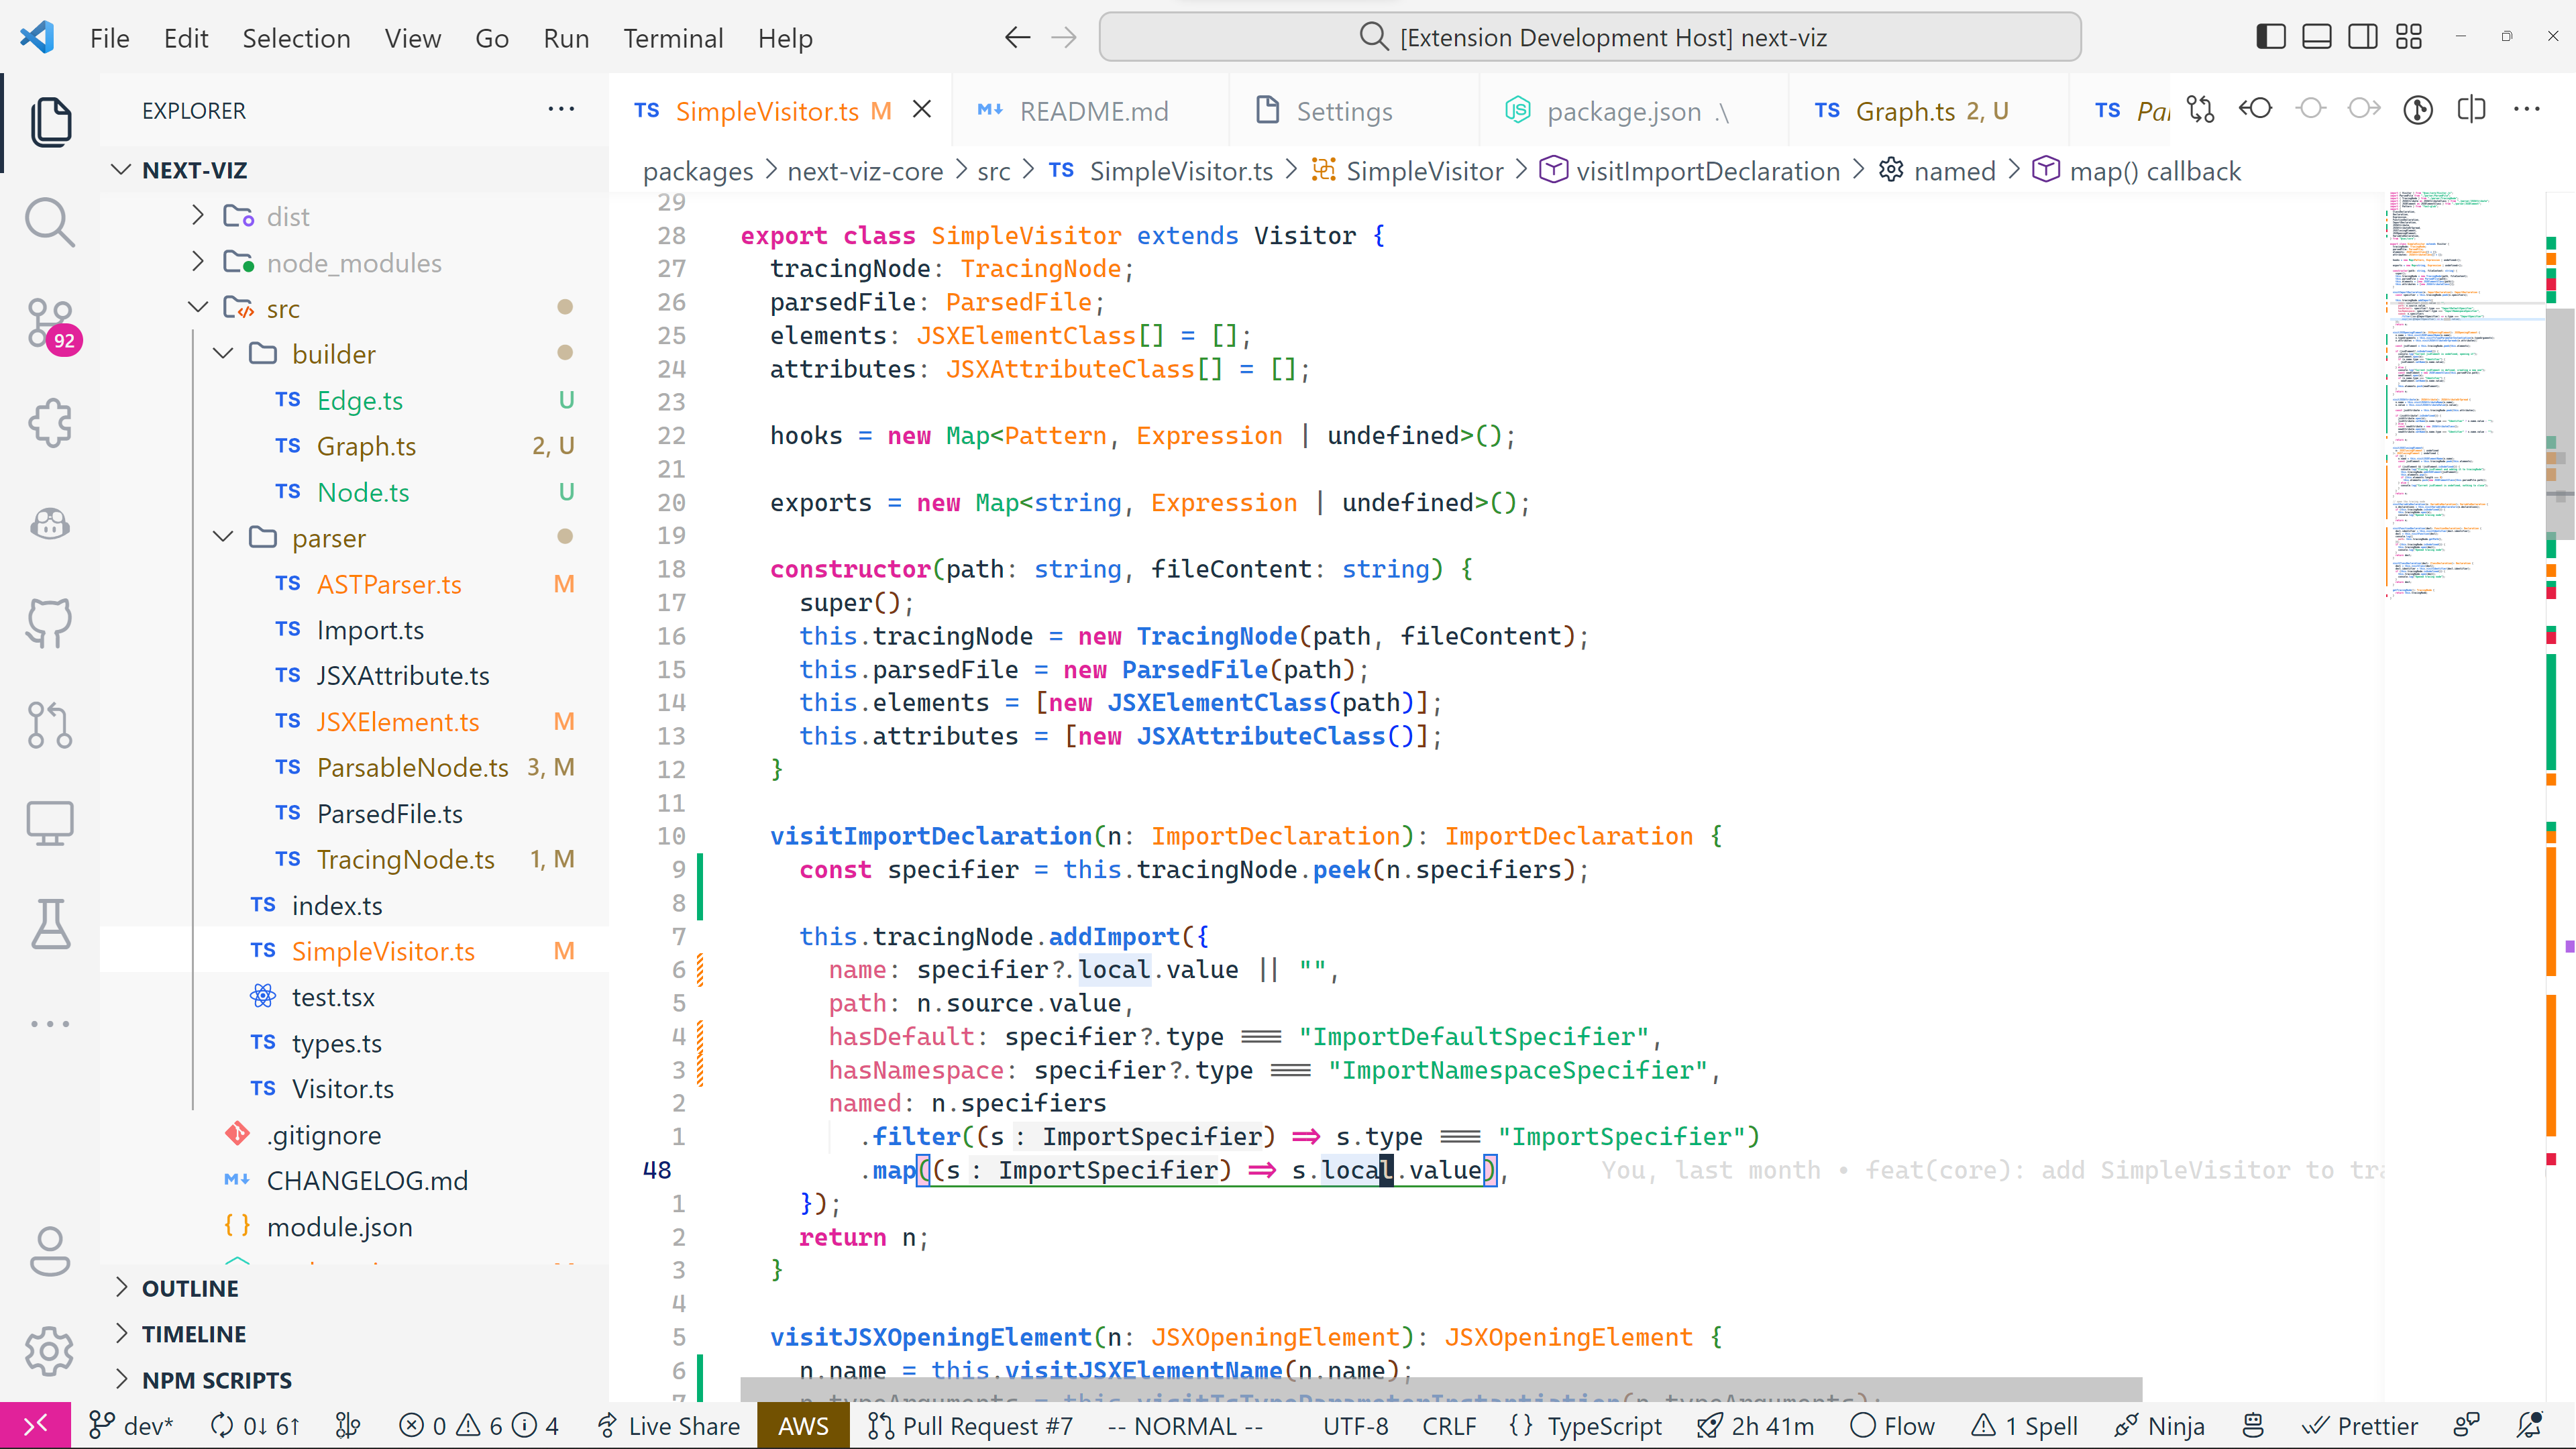 File Edit Selection View Go Run Terminal Help
[Extension Development Host] next-viz
EXPLORER
NEXT-VIZ
dist
node_modules
src
builder
TS Edge.ts U
TS Graph.ts 2, U
TS Node.ts U
parser
TS ASTParser.ts M
TS Import.ts
TS JSXAttribute.ts
TS JSXElement.ts M
TS ParsableNode.ts 3, M
TS ParsedFile.ts
TS TracingNode.ts 1, M
TS index.ts
TS SimpleVisitor.ts M
test.tsx
TS types.ts
TS Visitor.ts
.gitignore
CHANGELOG.md
{ } module.json
OUTLINE
TIMELINE
NPM SCRIPTS
92
TS SimpleVisitor.ts M README.md Settings package.json .\ TS Graph.ts 2, U TS Par
packages > next-viz-core > src > TS SimpleVisitor.ts > SimpleVisitor > visitImportDeclaration > named > map() callback
29
28 export class SimpleVisitor extends Visitor {
27 tracingNode: TracingNode;
26 parsedFile: ParsedFile;
25 elements: JSXElementClass[] = [];
24 attributes: JSXAttributeClass[] = [];
23
22 hooks = new Map<Pattern, Expression | undefined>();
21
20 exports = new Map<string, Expression | undefined>();
19
18 constructor(path: string, fileContent: string) {
17 super();
16 this.tracingNode = new TracingNode(path, fileContent);
15 this.parsedFile = new ParsedFile(path);
14 this.elements = [new JSXElementClass(path)];
13 this.attributes = [new JSXAttributeClass()];
12 }
11
10 visitImportDeclaration(n: ImportDeclaration): ImportDeclaration {
9 const specifier = this.tracingNode.peek(n.specifiers);
8
7 this.tracingNode.addImport({
6 name: specifier?.local.value || "",
5 path: n.source.value,
4 hasDefault: specifier?.type === "ImportDefaultSpecifier",
3 hasNamespace: specifier?.type === "ImportNamespaceSpecifier",
2 named: n.specifiers
1 .filter((s: ImportSpecifier) => s.type === "ImportSpecifier")
48 .map((s: ImportSpecifier) => s.local.value), You, last month • feat(core): add SimpleVisitor to tra
1 });
2 return n;
3 }
4
5 visitJSXOpeningElement(n: JSXOpeningElement): JSXOpeningElement {
6 n.name = this.visitJSXElementName(n.name);
7 n.typeArguments = this.visitTsTypeParameterInstantiation(n.typeArguments);
dev* 0↓ 6↑ 0 6 4 Live Share AWS Pull Request #7 -- NORMAL -- UTF-8 CRLF { } TypeScript 2h 41m Flow 1 Spell Ninja Prettier